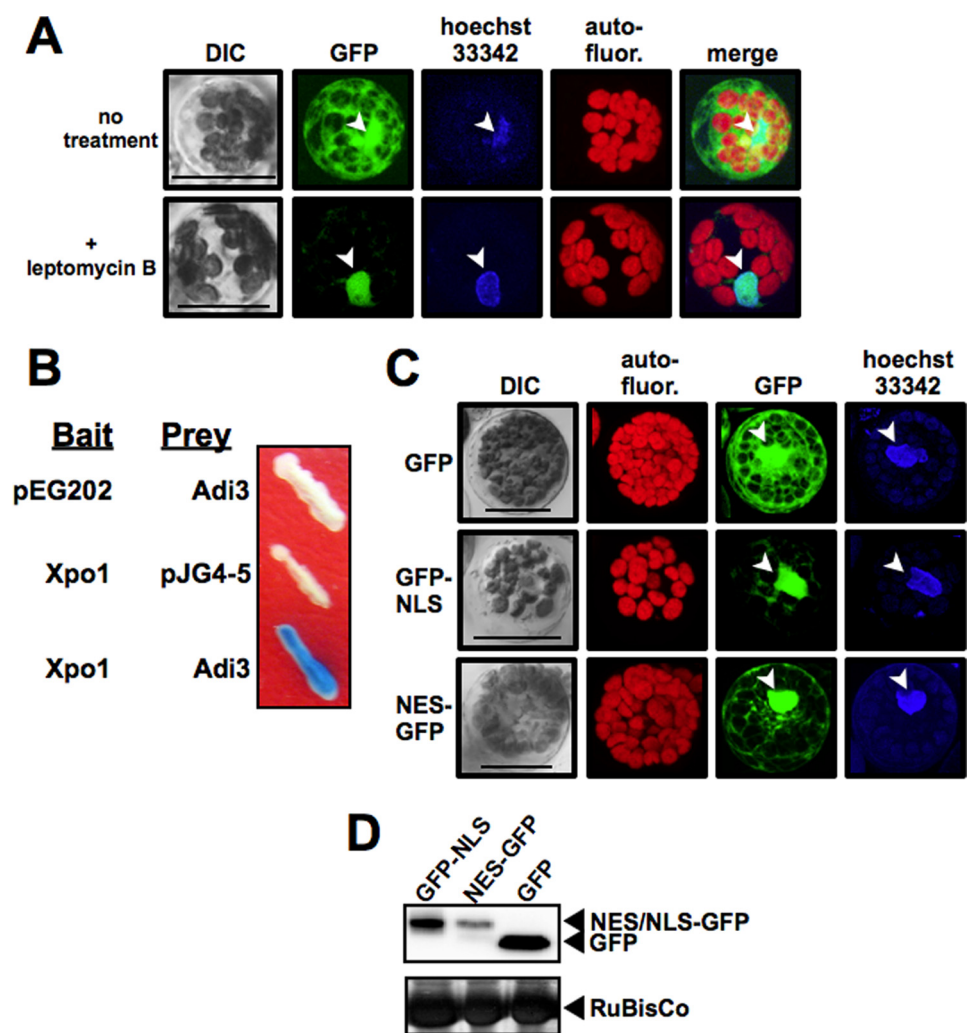 A
DIC GFP hoechst 33342 auto- fluor. merge
no treatment
+ leptomycin B
B
Bait Prey
pEG202 Adi3
Xpo1 pJG4-5
Xpo1 Adi3
C
DIC auto- fluor. GFP hoechst 33342
GFP
GFP- NLS
NES- GFP
D
GFP-NLS NES-GFP GFP
NES/NLS-GFP
GFP
RuBisCo